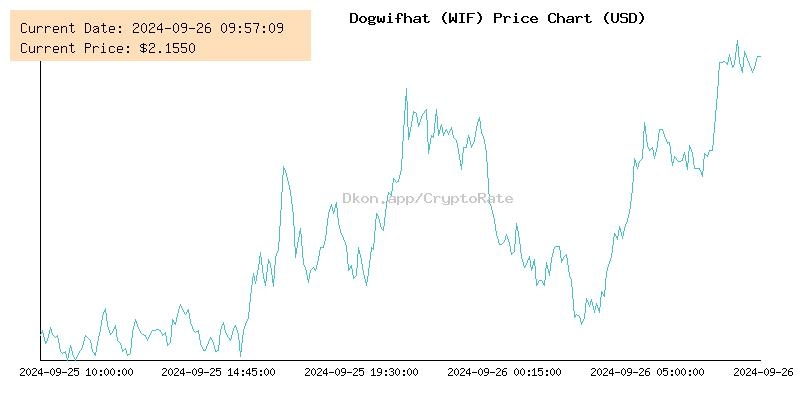 Dogwifhat (WIF) Price Chart (USD)
Current Date: 2024-09-26 09:57:09
Current Price: $2.1550
Dkon.app/CryptoRate
2024-09-25 10:00:00 2024-09-25 14:45:00 2024-09-25 19:30:00 2024-09-26 00:15:00 2024-09-26 05:00:00 2024-09-26